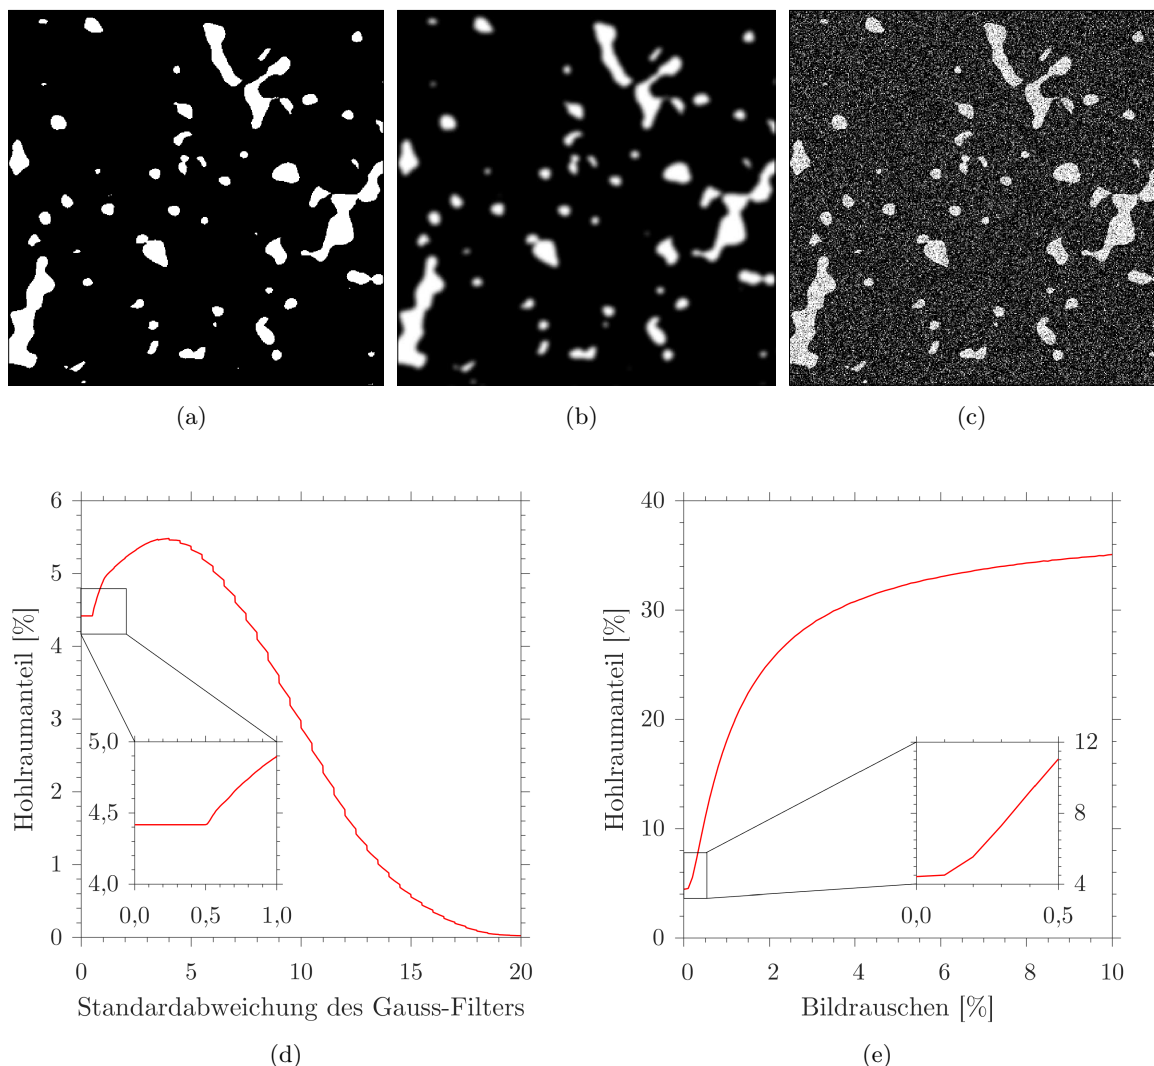 (a)
(b)
(c)
6
5
4
3
2
1
0
Hohlraumanteil [%]
5,0
4,5
4,0
0,0 0,5 1,0
0 5 10 15 20
Standardabweichung des Gauss-Filters
(d)
40
30
20
10
0
Hohlraumanteil [%]
12
8
4
0,0 0,5
0 2 4 6 8 10
Bildrauschen [%]
(e)